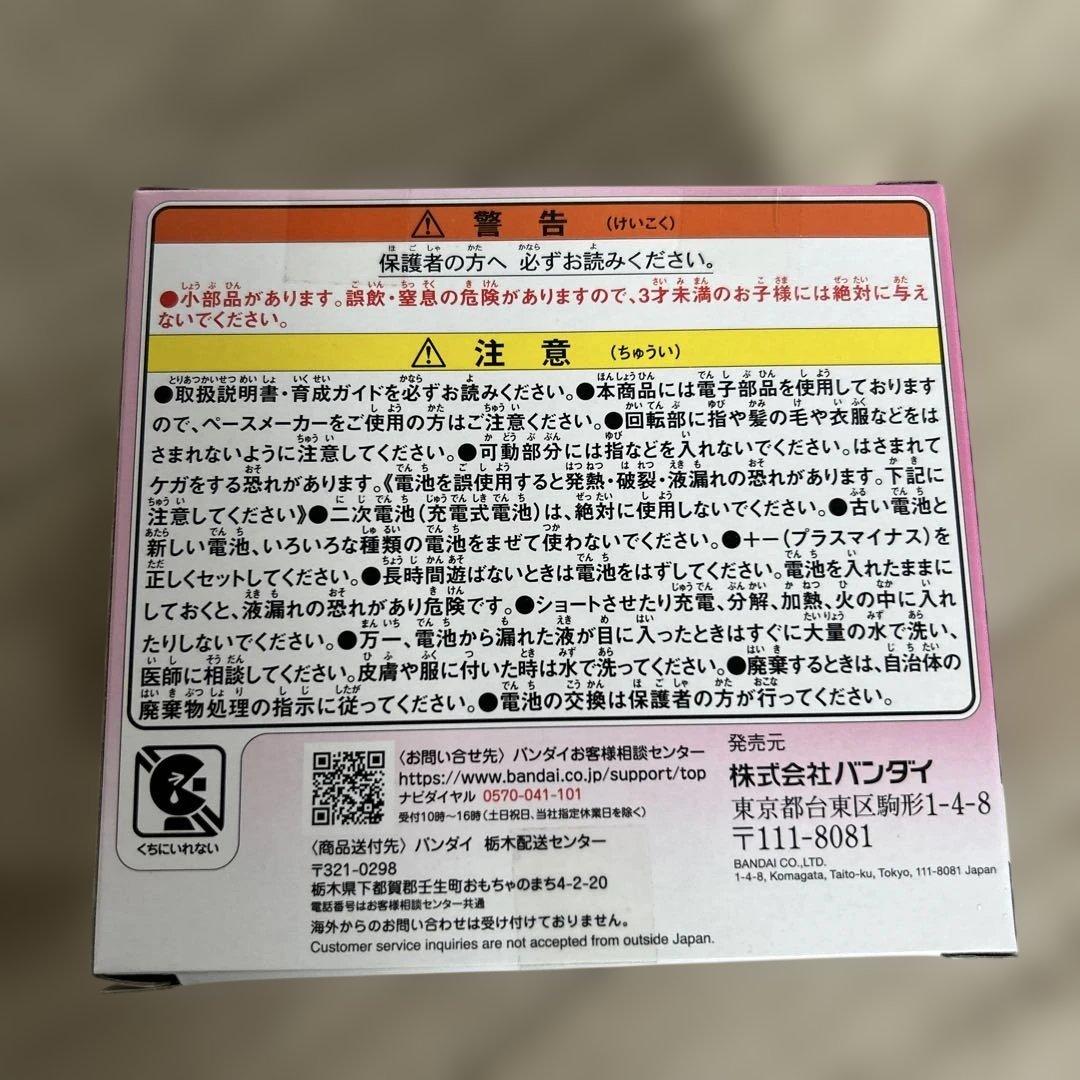 警告 (けいこく)
保護者の方へ 必ずお読みください。
●小部品があります。誤飲・窒息の危険がありますので、3才未満のお子様には絶対に与え
ないでください。
注意 (ちゅうい)
●取扱説明書・育成ガイドを必ずお読みください。●本商品には電子部品を使用しております
ので、ペースメーカーをご使用の方はご注意ください。●回転部に指や髪の毛や衣服などをは
さまれないように注意してください。●可動部分には指などを入れないでください。はさまれて
ケガをする恐れがあります。《電池を誤使用すると発熱・破裂・液漏れの恐れがあります。下記に
注意してください》●二次電池(充電式電池)は、絶対に使用しないでください。●古い電池と
新しい電池、いろいろな種類の電池をまぜて使わないでください。●+−(プラスマイナス)を
正しくセットしてください。●長時間遊ばないときは電池をはずしてください。電池を入れたままに
しておくと、液漏れの恐れがあり危険です。●ショートさせたり充電、分解、加熱、火の中に入れ
たりしないでください。●万一、電池から漏れた液が目に入ったときはすぐに大量の水で洗い、
医師に相談してください。皮膚や服に付いた時は水で洗ってください。●廃棄するときは、自治体の
廃棄物処理の指示に従ってください。●電池の交換は保護者の方が行ってください。
くちにいれない
〈お問い合せ先〉バンダイお客様相談センター
https://www.bandai.co.jp/support/top
ナビダイヤル 0570-041-101
受付10時〜16時(土日祝日、当社指定休業日を除く)
〈商品送付先〉バンダイ 栃木配送センター
〒321-0298
栃木県下都賀郡壬生町おもちゃのまち4-2-20
電話番号はお客様相談センター共通
海外からのお問い合わせは受け付けておりません。
Customer service inquiries are not accepted from outside Japan.
発売元
株式会社バンダイ
東京都台東区駒形1-4-8
〒111-8081
BANDAI CO.,LTD.
1-4-8, Komagata, Taito-ku, Tokyo, 111-8081 Japan